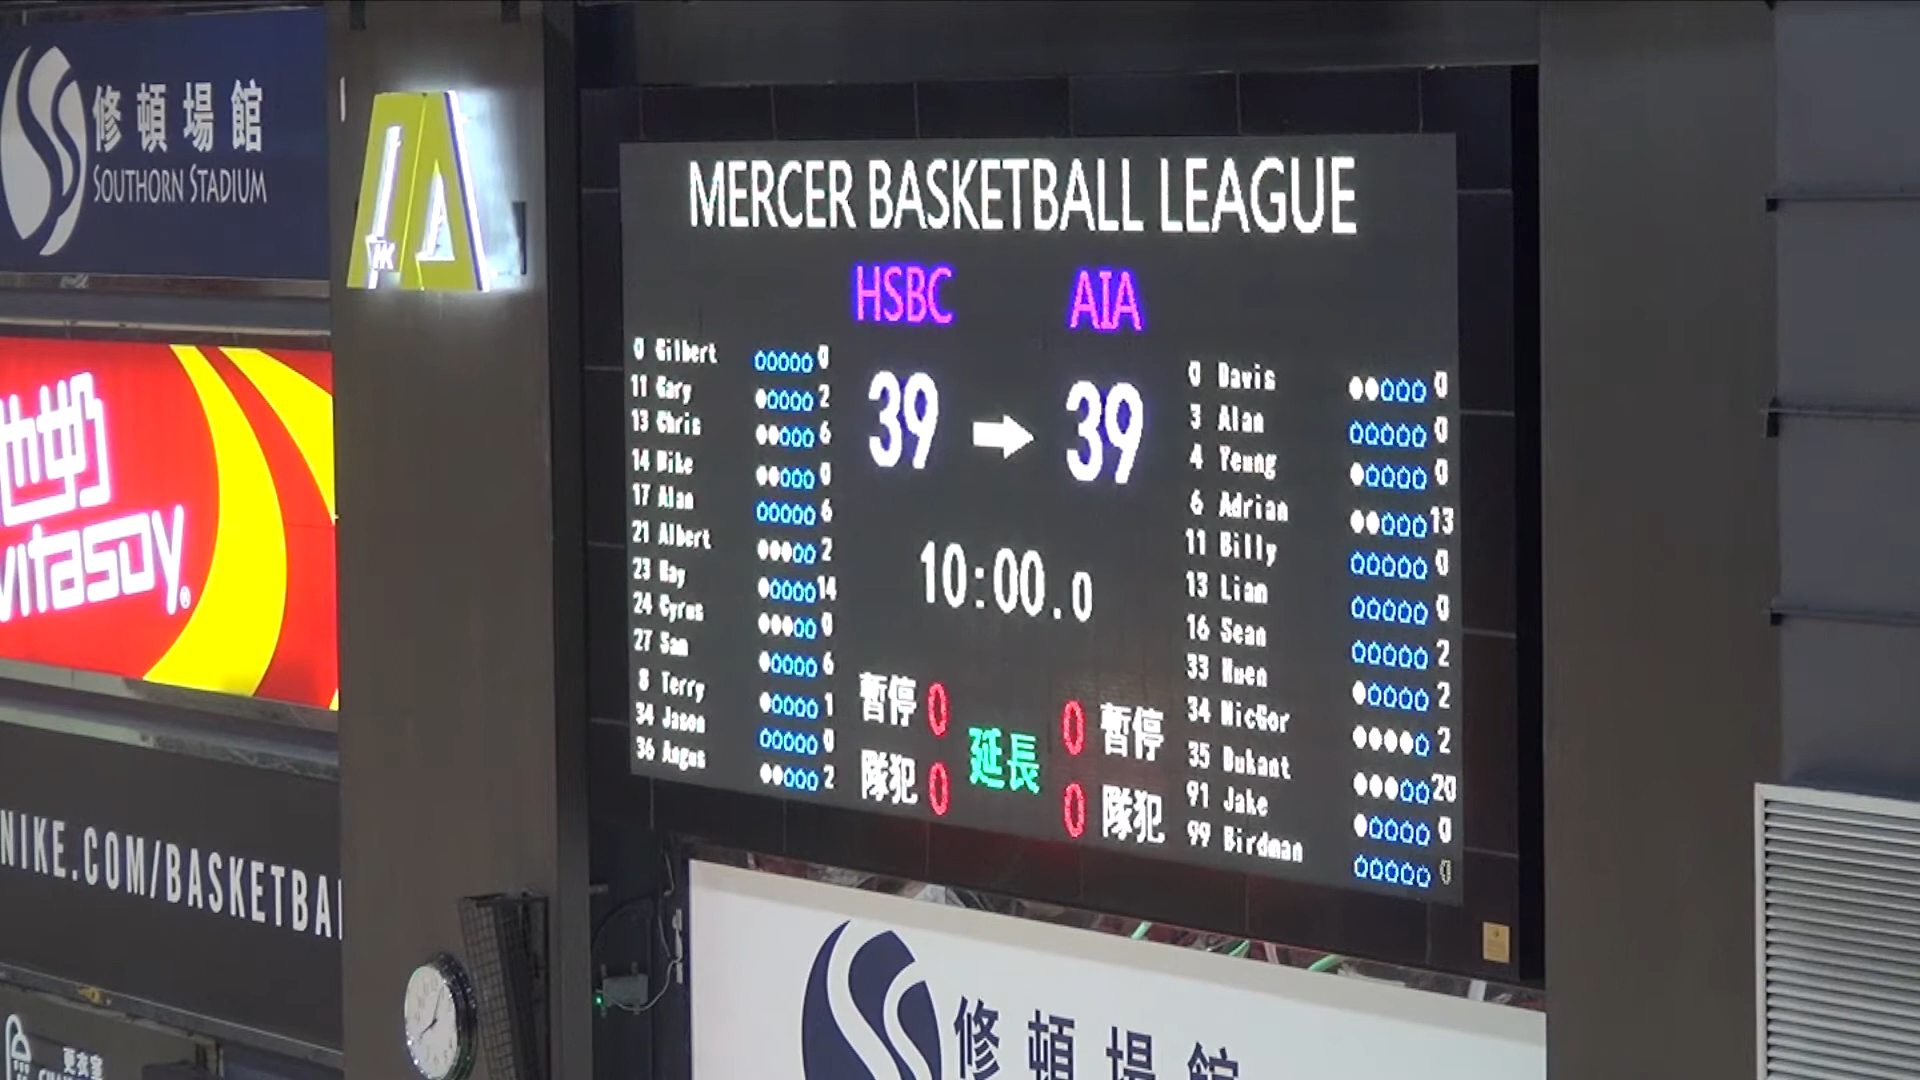 修頓場館
SOUTHORN STADIUM
vitasoy
NIKE.COM/BASKETBA
更衣室
MERCER BASKETBALL LEAGUE
HSBC AIA
39 39
10:00.0
0 Gilbert 0
11 Gary 2
13 Chris 6
14 Mike 0
17 Alan 6
21 Albert 2
23 14
24 Cyrus 0
27 Sam 6
8 Terry 1
34 Jason 0
36 Angus 2
0 Davis 0
3 Alan 0
4 Yeung 0
6 Adrian 13
11 Billy 0
13 Lian 0
16 Sean 2
33 2
34 2
35 20
91 Jake 0
99 Birdman 0
暫停 0 0 暫停
延長
隊犯 0 0 隊犯
修頓場館